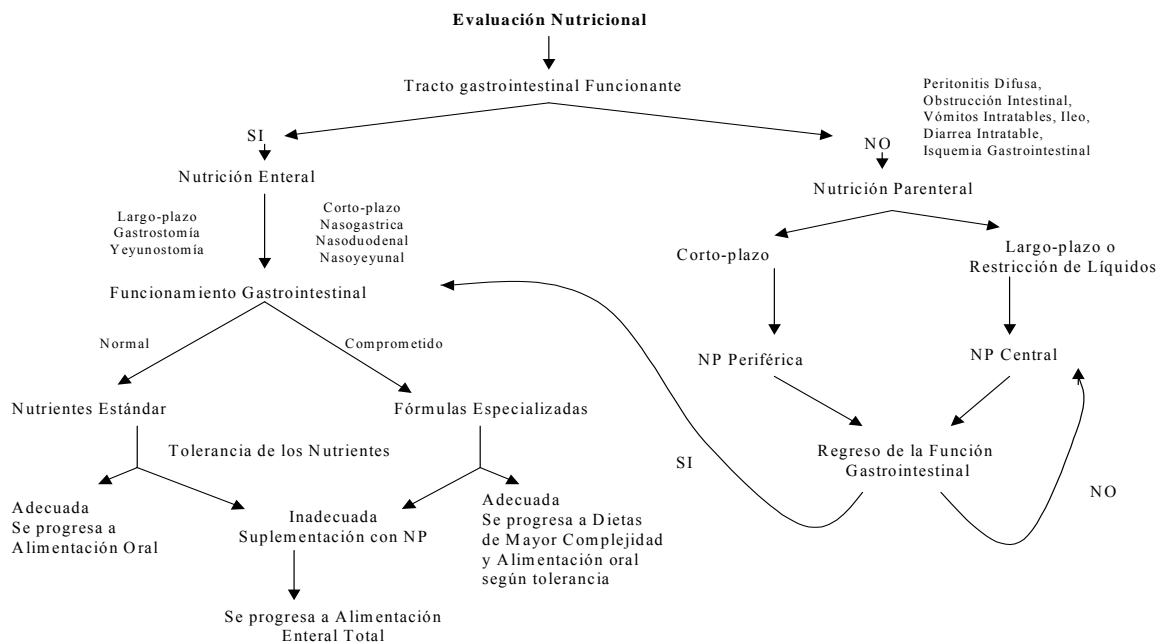 Evaluación Nutricional
Tracto gastrointestinal Funcionante
Peritonitis Difusa,
Obstrucción Intestinal,
Vómitos Intratables, Ileo,
Diarrea Intratable,
Isquemia Gastrointestinal
SI
NO
Nutrición Enteral
Nutrición Parenteral
Largo-plazo
Gastrostomía
Yeyunostomía
Corto-plazo
Nasogastrica
Nasoduodenal
Nasoyeyunal
Corto-plazo
Largo-plazo o
Restricción de Líquidos
Funcionamiento Gastrointestinal
Normal
Comprometido
NP Periférica
NP Central
Nutrientes Estándar
Fórmulas Especializadas
Tolerancia de los Nutrientes
Regreso de la Función
Gastrointestinal
SI
NO
Adecuada
Se progresa a
Alimentación Oral
Inadecuada
Suplementación con NP
Adecuada
Se progresa a Dietas
de Mayor Complejidad
y Alimentación oral
según tolerancia
Se progresa a Alimentación
Enteral Total